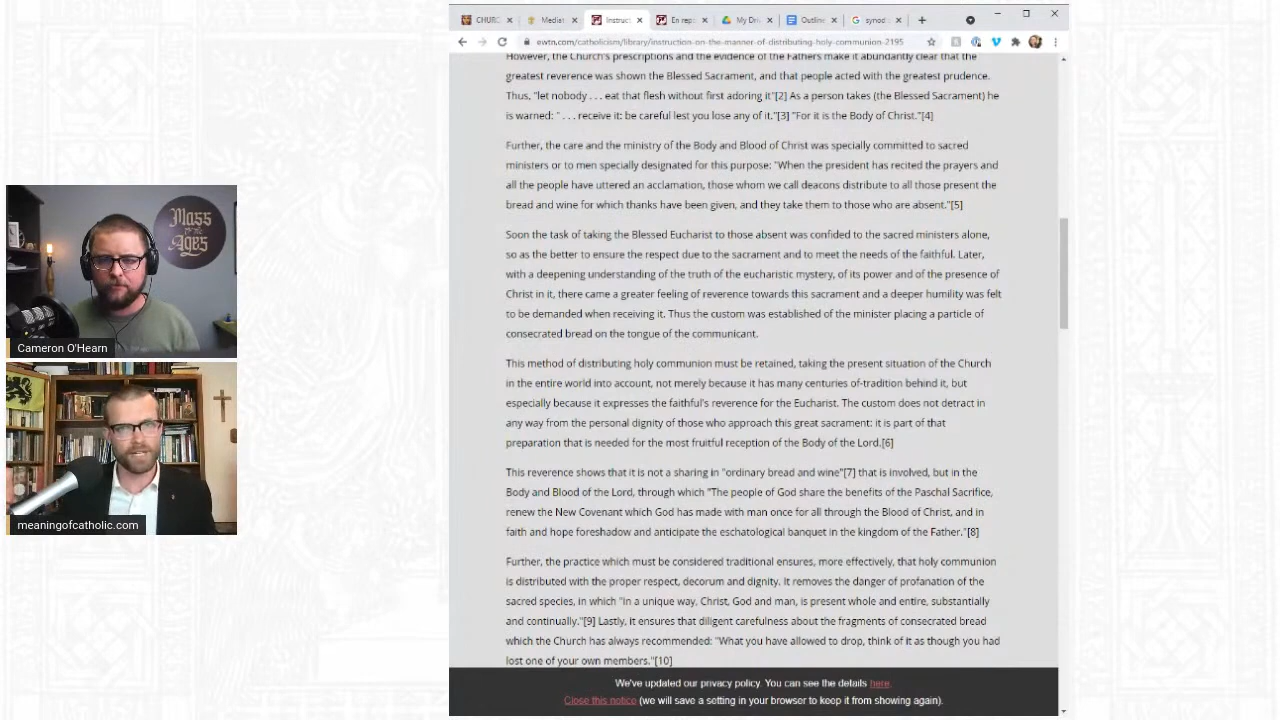 CHURC
Mediat
Instruc
En rep
My Dri
Outline
synod
ewtn.com/catholicism/library/instruction-on-the-manner-of-distributing-holy-communion-2195
However, the Church's prescriptions and the evidence of the Fathers make it abundantly clear that the
greatest reverence was shown the Blessed Sacrament, and that people acted with the greatest prudence.
Thus, "let nobody . . . eat that flesh without first adoring it"[2] As a person takes (the Blessed Sacrament) he
is warned: " . . . receive it: be careful lest you lose any of it."[3] "For it is the Body of Christ."[4]
Further, the care and the ministry of the Body and Blood of Christ was specially committed to sacred
ministers or to men specially designated for this purpose: "When the president has recited the prayers and
all the people have uttered an acclamation, those whom we call deacons distribute to all those present the
bread and wine for which thanks have been given, and they take them to those who are absent."[5]
Soon the task of taking the Blessed Eucharist to those absent was confided to the sacred ministers alone,
so as the better to ensure the respect due to the sacrament and to meet the needs of the faithful. Later,
with a deepening understanding of the truth of the eucharistic mystery, of its power and of the presence of
Christ in it, there came a greater feeling of reverence towards this sacrament and a deeper humility was felt
to be demanded when receiving it. Thus the custom was established of the minister placing a particle of
consecrated bread on the tongue of the communicant.
This method of distributing holy communion must be retained, taking the present situation of the Church
in the entire world into account, not merely because it has many centuries of-tradition behind it, but
especially because it expresses the faithful's reverence for the Eucharist. The custom does not detract in
any way from the personal dignity of those who approach this great sacrament: it is part of that
preparation that is needed for the most fruitful reception of the Body of the Lord.[6]
This reverence shows that it is not a sharing in "ordinary bread and wine"[7] that is involved, but in the
Body and Blood of the Lord, through which "The people of God share the benefits of the Paschal Sacrifice,
renew the New Covenant which God has made with man once for all through the Blood of Christ, and in
faith and hope foreshadow and anticipate the eschatological banquet in the kingdom of the Father."[8]
Further, the practice which must be considered traditional ensures, more effectively, that holy communion
is distributed with the proper respect, decorum and dignity. It removes the danger of profanation of the
sacred species, in which "in a unique way, Christ, God and man, is present whole and entire, substantially
and continually."[9] Lastly, it ensures that diligent carefulness about the fragments of consecrated bread
which the Church has always recommended: "What you have allowed to drop, think of it as though you had
lost one of your own members."[10]
We've updated our privacy policy. You can see the details here.
Close this notice (we will save a setting in your browser to keep it from showing again).
Mass
of the
Ages
Cameron O'Hearn
meaningofcatholic.com